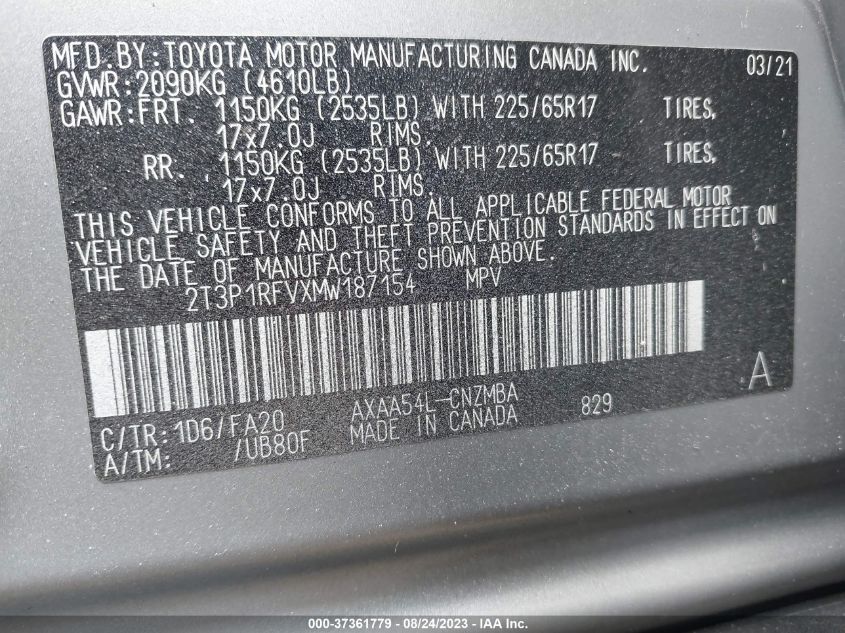 MFD.BY:TOYOTA MOTOR MANUFACTURING CANADA INC. 03/21
GVWR:2090KG (4610LB)
GAWR:FRT. 1150KG (2535LB) WITH 225/65R17 TIRES,
17x7.0J RIMS.
RR. 1150KG (2535LB) WITH 225/65R17 TIRES,
17x7.0J RIMS.
THIS VEHICLE CONFORMS TO ALL APPLICABLE FEDERAL MOTOR
VEHICLE SAFETY AND THEFT PREVENTION STANDARDS IN EFFECT ON
THE DATE OF MANUFACTURE SHOWN ABOVE.
2T3P1RFVXMW187154 MPV
A
C/TR:1D6/FA20 AXAA54L-CNZMBA 829
A/TM: /UB80F MADE IN CANADA
000-37361779 - 08/24/2023 - IAA Inc.